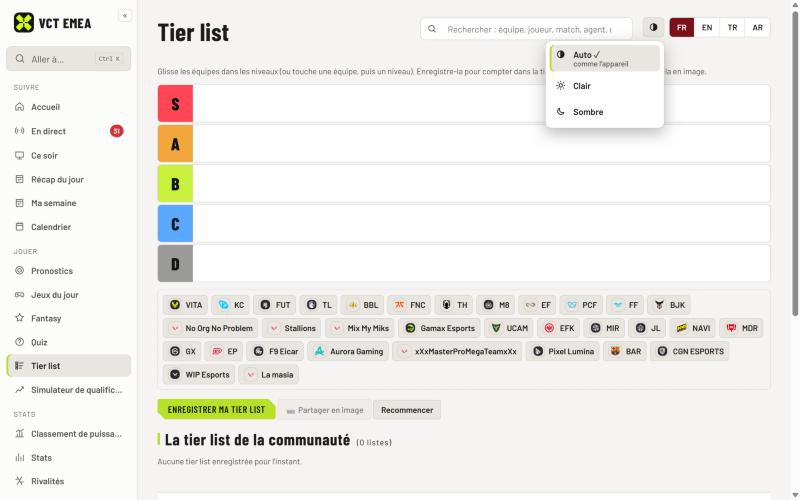 VCT EMEA
«
Aller à...
Ctrl K
SUIVRE
Accueil
En direct
31
Ce soir
Récap du jour
Ma semaine
Calendrier
JOUER
Pronostics
Jeux du jour
Fantasy
Quiz
Tier list
Simulateur de qualific...
STATS
Classement de puissa...
Stats
Rivalités
Tier list
Rechercher : équipe, joueur, match, agent,
FR EN TR AR
Auto ✓
comme l'appareil
Clair
Sombre
Glisse les équipes dans les niveaux (ou touche une équipe, puis un niveau). Enregistre-la pour compter dans la ti
la en image.
S
A
B
C
D
VITA KC FUT TL BBL FNC TH M8 EF PCF FF BJK
No Org No Problem Stallions Mix My Miks Gamax Esports UCAM EFK MIR JL NAVI MDR
GX EP F9 Eicar Aurora Gaming xXxMasterProMegaTeamxXx Pixel Lumina BAR CGN ESPORTS
WIP Esports La masia
ENREGISTRER MA TIER LIST
Partager en image
Recommencer
La tier list de la communauté (0 listes)
Aucune tier list enregistrée pour l'instant.